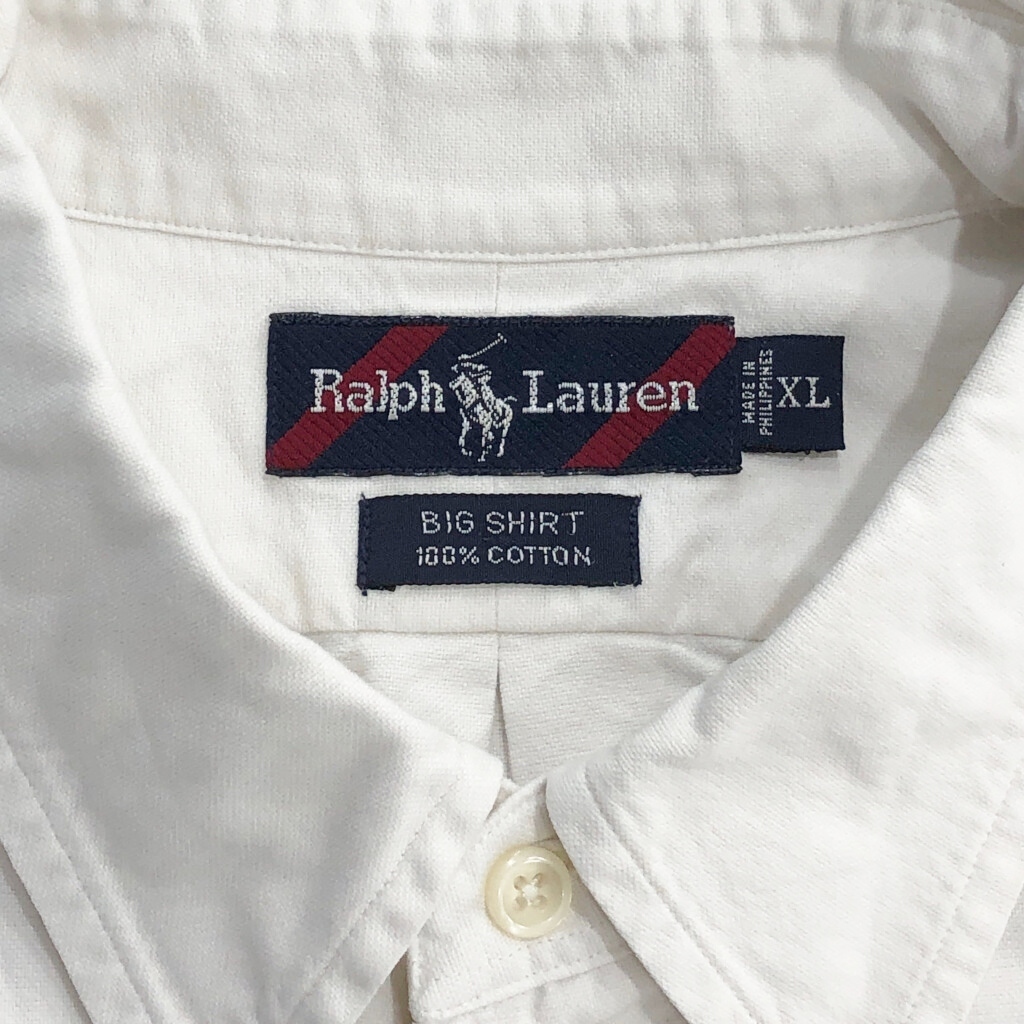 Ralph Lauren
MADE IN
PHILIPPINES
XL
BIG SHIRT
100% COTTON